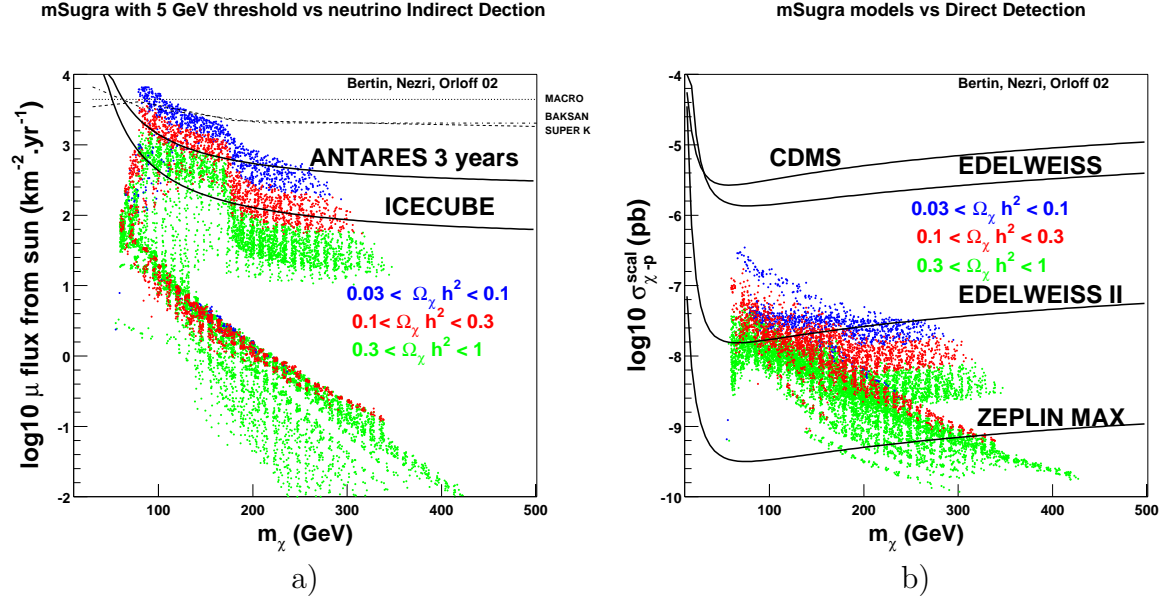 mSugra with 5 GeV threshold vs neutrino Indirect Dection
Bertin, Nezri, Orloff 02
MACRO
BAKSAN
SUPER K
ANTARES 3 years
ICECUBE
0.03 < Ωχ h² < 0.1
0.1< Ωχ h² < 0.3
0.3 < Ωχ h² < 1
log10 μ flux from sun (km⁻².yr⁻¹)
4
3
2
1
0
-1
-2
100 200 300 400 500
mχ (GeV)
a)
mSugra models vs Direct Detection
Bertin, Nezri, Orloff 02
CDMS
EDELWEISS
0.03 < Ωχ h² < 0.1
0.1 < Ωχ h² < 0.3
0.3 < Ωχ h² < 1
EDELWEISS II
ZEPLIN MAX
log10 σχ-p^scal (pb)
-4
-5
-6
-7
-8
-9
-10
100 200 300 400 500
mχ (GeV)
b)